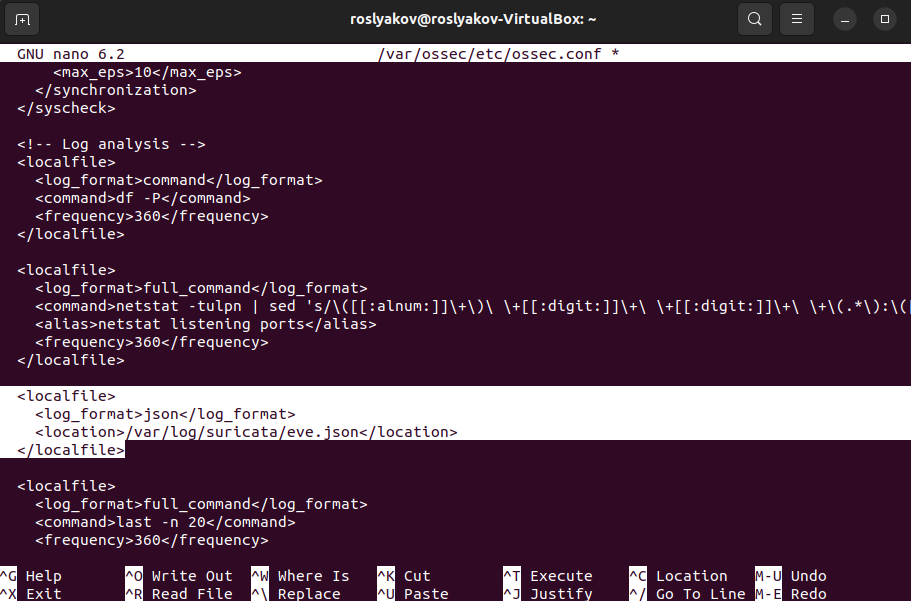 roslyakov@roslyakov-VirtualBox: ~
GNU nano 6.2 /var/ossec/etc/ossec.conf *
<max_eps>10</max_eps>
</synchronization>
</syscheck>
<!-- Log analysis -->
<localfile>
<log_format>command</log_format>
<command>df -P</command>
<frequency>360</frequency>
</localfile>
<localfile>
<log_format>full_command</log_format>
<command>netstat -tulpn | sed 's/\([[:alnum:]]\+\)\ \+[[:digit:]]\+\ \+[[:digit:]]\+\ \+\(.*\):\(
<alias>netstat listening ports</alias>
<frequency>360</frequency>
</localfile>
<localfile>
<log_format>json</log_format>
<location>/var/log/suricata/eve.json</location>
</localfile>
<localfile>
<log_format>full_command</log_format>
<command>last -n 20</command>
<frequency>360</frequency>
^G Help ^O Write Out ^W Where Is ^K Cut ^T Execute ^C Location M-U Undo
^X Exit ^R Read File ^\ Replace ^U Paste ^J Justify ^/ Go To Line M-E Redo